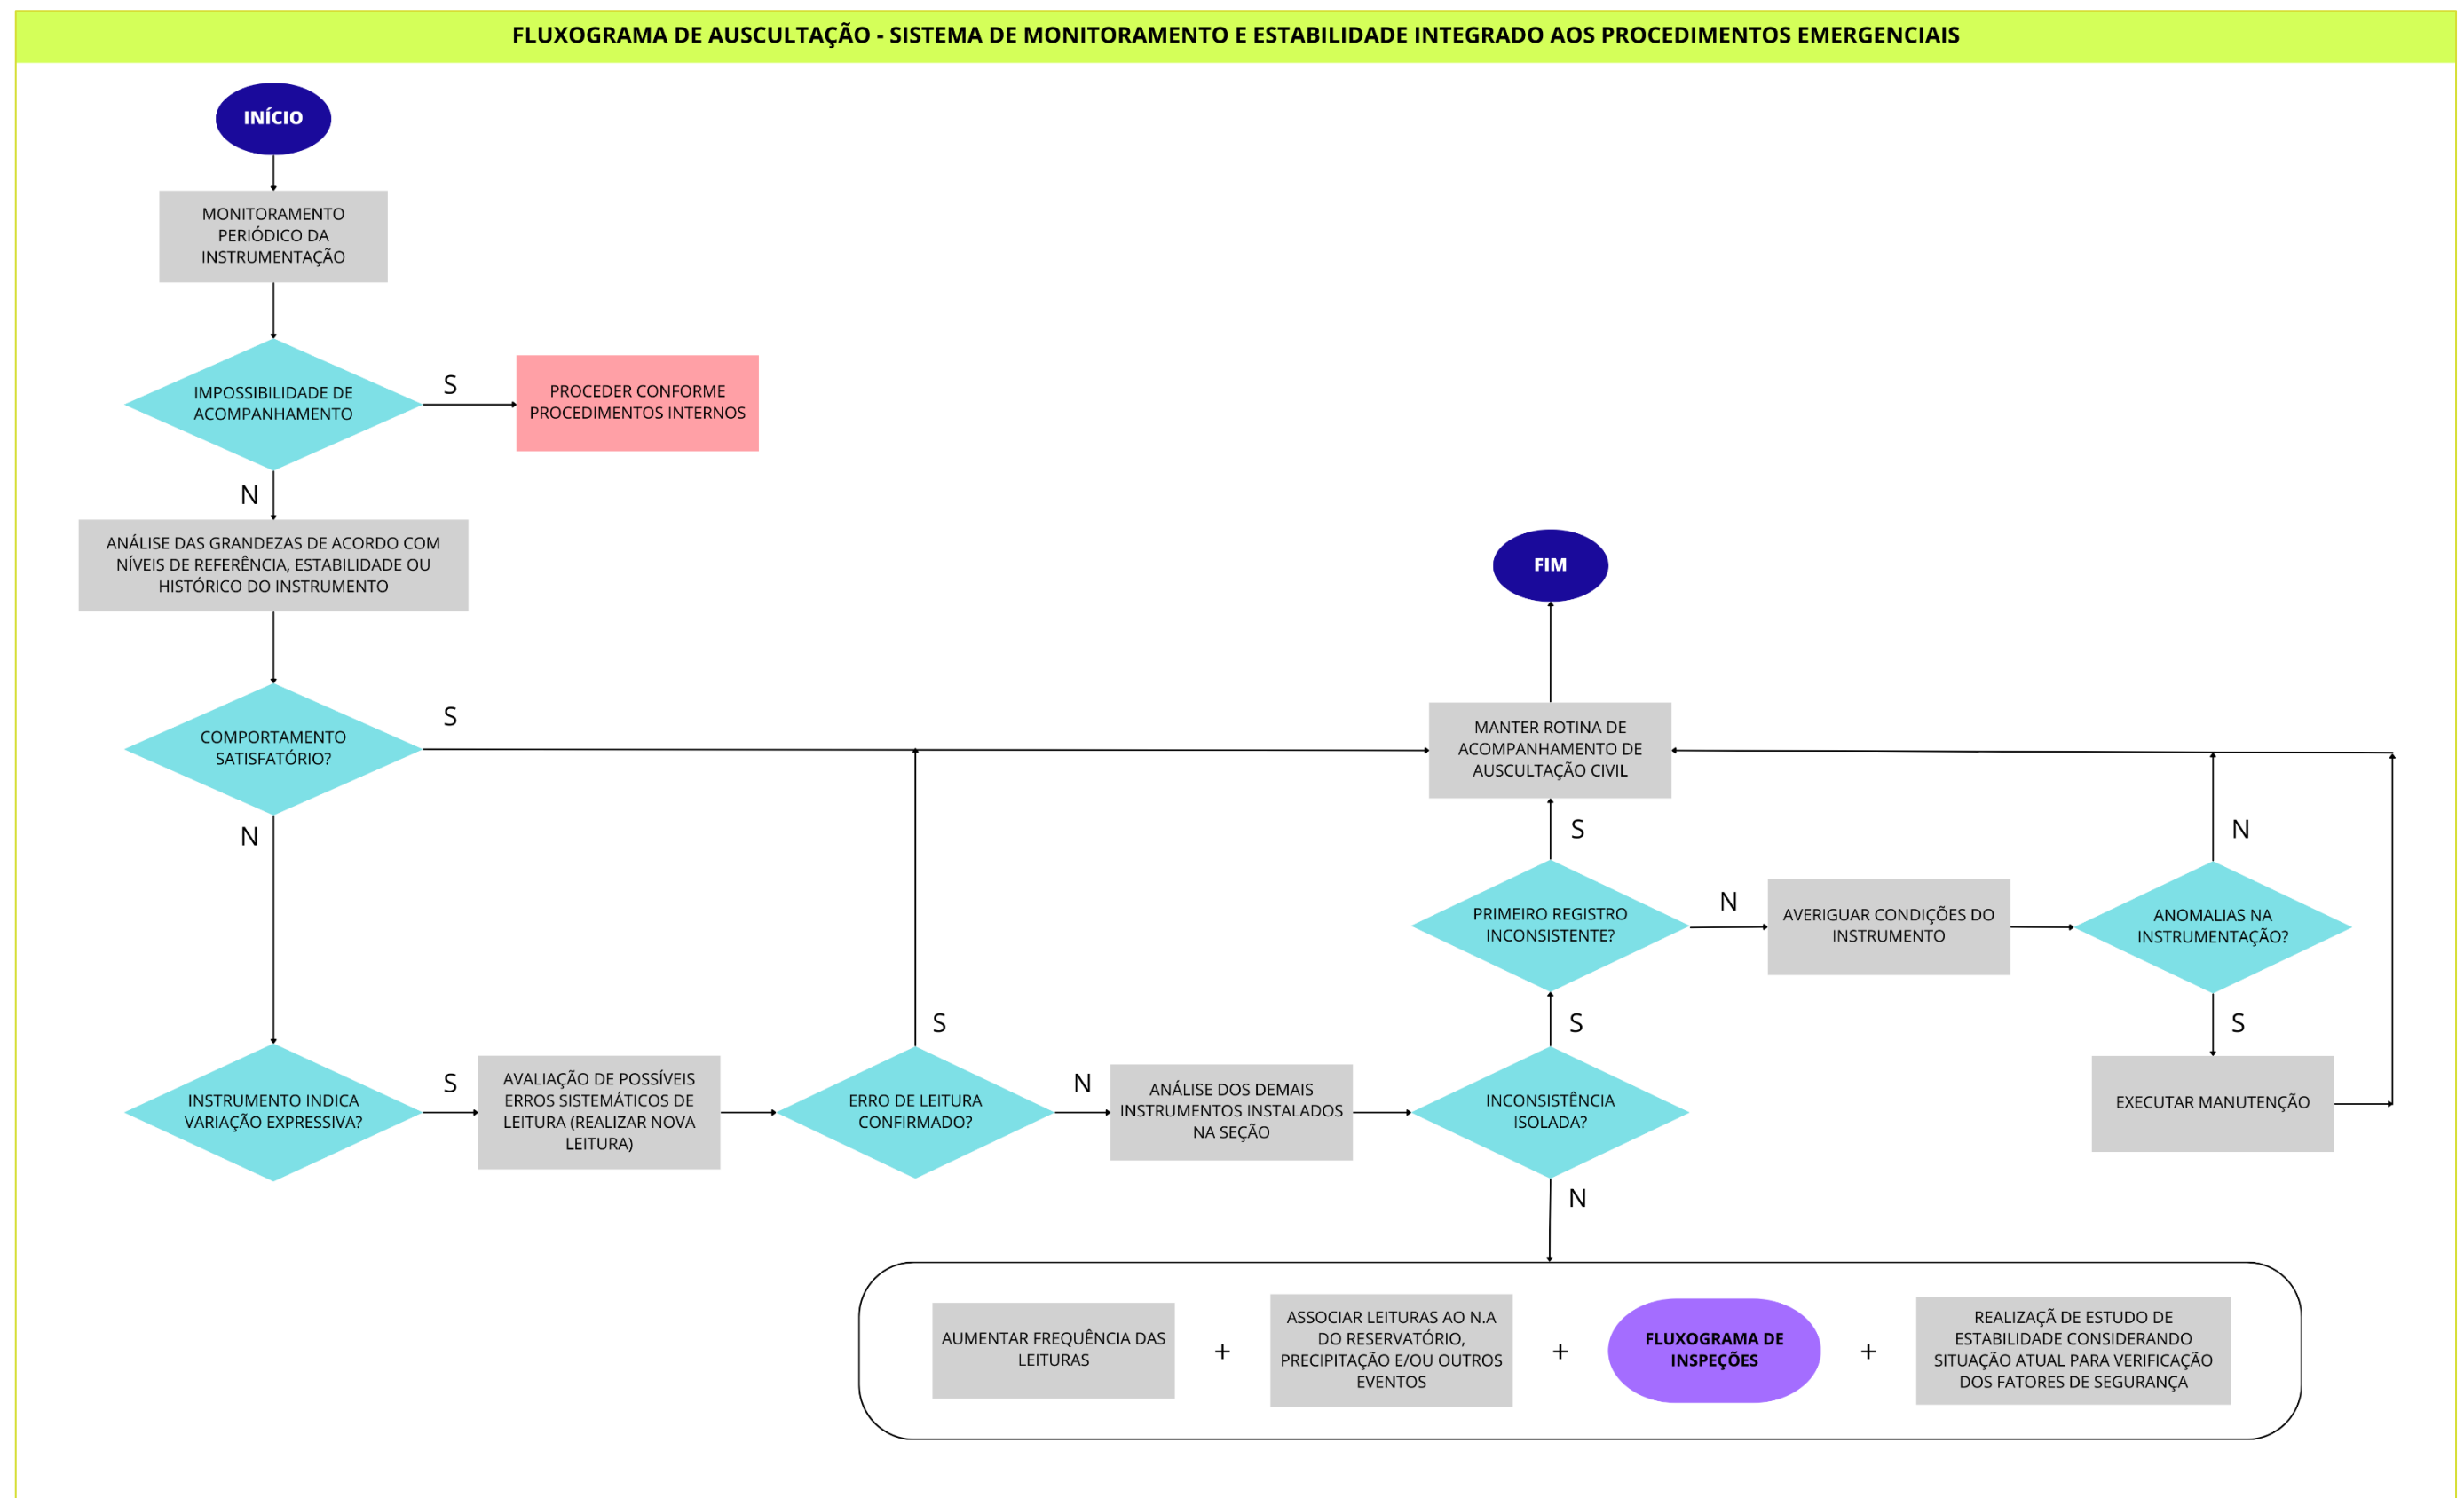 FLUXOGRAMA DE AUSCULTAÇÃO - SISTEMA DE MONITORAMENTO E ESTABILIDADE INTEGRADO AOS PROCEDIMENTOS EMERGENCIAIS
INÍCIO
MONITORAMENTO
PERIÓDICO DA
INSTRUMENTAÇÃO
IMPOSSIBILIDADE DE
ACOMPANHAMENTO
S
PROCEDER CONFORME
PROCEDIMENTOS INTERNOS
N
ANÁLISE DAS GRANDEZAS DE ACORDO COM
NÍVEIS DE REFERÊNCIA, ESTABILIDADE OU
HISTÓRICO DO INSTRUMENTO
COMPORTAMENTO
SATISFATÓRIO?
S
N
INSTRUMENTO INDICA
VARIAÇÃO EXPRESSIVA?
S
AVALIAÇÃO DE POSSÍVEIS
ERROS SISTEMÁTICOS DE
LEITURA (REALIZAR NOVA
LEITURA)
ERRO DE LEITURA
CONFIRMADO?
S
N
ANÁLISE DOS DEMAIS
INSTRUMENTOS INSTALADOS
NA SEÇÃO
INCONSISTÊNCIA
ISOLADA?
S
N
PRIMEIRO REGISTRO
INCONSISTENTE?
S
N
MANTER ROTINA DE
ACOMPANHAMENTO DE
AUSCULTAÇÃO CIVIL
FIM
AVERIGUAR CONDIÇÕES DO
INSTRUMENTO
ANOMALIAS NA
INSTRUMENTAÇÃO?
N
S
EXECUTAR MANUTENÇÃO
AUMENTAR FREQUÊNCIA DAS
LEITURAS
+
ASSOCIAR LEITURAS AO N.A
DO RESERVATÓRIO,
PRECIPITAÇÃO E/OU OUTROS
EVENTOS
+
FLUXOGRAMA DE
INSPEÇÕES
+
REALIZAÇÃ DE ESTUDO DE
ESTABILIDADE CONSIDERANDO
SITUAÇÃO ATUAL PARA VERIFICAÇÃO
DOS FATORES DE SEGURANÇA